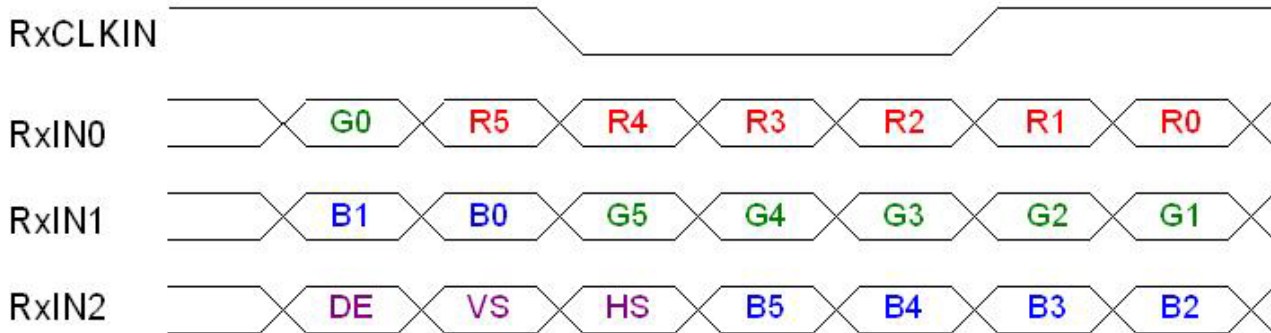 RxCLKIN
RxIN0 G0 R5 R4 R3 R2 R1 R0
RxIN1 B1 B0 G5 G4 G3 G2 G1
RxIN2 DE VS HS B5 B4 B3 B2